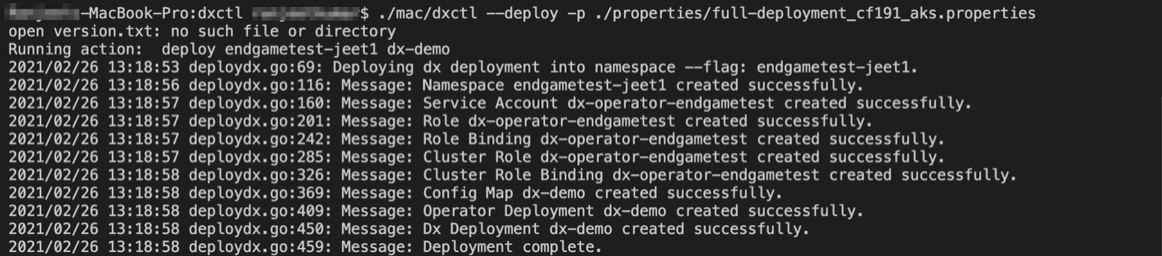 -MacBook-Pro:dxctl $ ./mac/dxctl --deploy -p ./properties/full-deployment_cf191_aks.properties
open version.txt: no such file or directory
Running action:  deploy endgametest-jeet1 dx-demo
2021/02/26 13:18:53 deploydx.go:69: Deploying dx deployment into namespace --flag: endgametest-jeet1.
2021/02/26 13:18:56 deploydx.go:116: Message: Namespace endgametest-jeet1 created successfully.
2021/02/26 13:18:57 deploydx.go:160: Message: Service Account dx-operator-endgametest created successfully.
2021/02/26 13:18:57 deploydx.go:201: Message: Role dx-operator-endgametest created successfully.
2021/02/26 13:18:57 deploydx.go:242: Message: Role Binding dx-operator-endgametest created successfully.
2021/02/26 13:18:57 deploydx.go:285: Message: Cluster Role dx-operator-endgametest created successfully.
2021/02/26 13:18:58 deploydx.go:326: Message: Cluster Role Binding dx-operator-endgametest created successfully.
2021/02/26 13:18:58 deploydx.go:369: Message: Config Map dx-demo created successfully.
2021/02/26 13:18:58 deploydx.go:409: Message: Operator Deployment dx-demo created successfully.
2021/02/26 13:18:58 deploydx.go:450: Message: Dx Deployment dx-demo created successfully.
2021/02/26 13:18:58 deploydx.go:459: Message: Deployment complete.